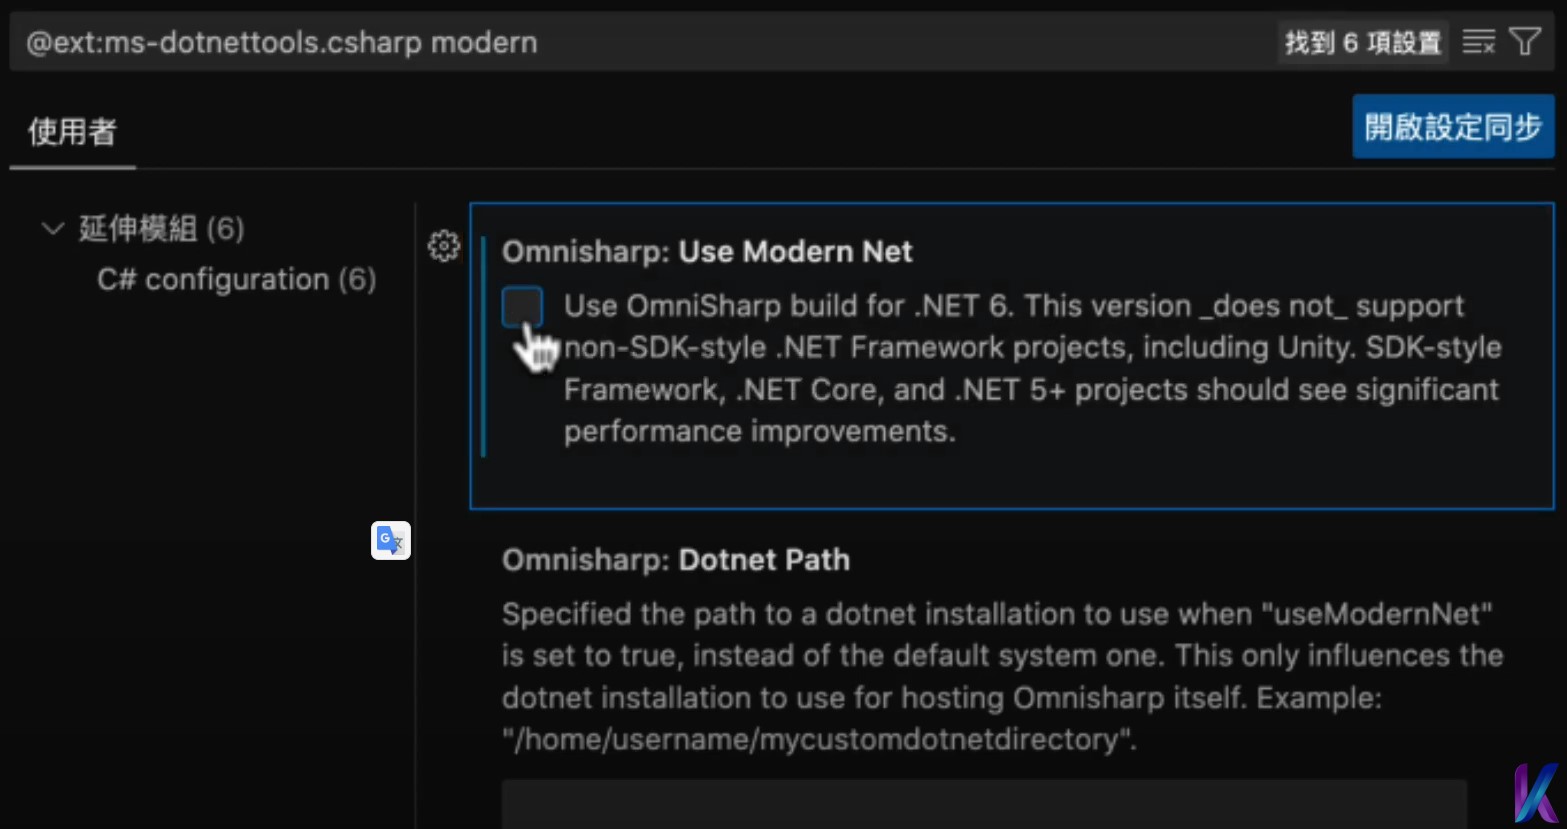 @ext:ms-dotnettools.csharp modern
找到 6 項設置
使用者
開啟設定同步
延伸模組 (6)
C# configuration (6)
Omnisharp: Use Modern Net
Use OmniSharp build for .NET 6. This version _does not_ support
non-SDK-style .NET Framework projects, including Unity. SDK-style
Framework, .NET Core, and .NET 5+ projects should see significant
performance improvements.
Omnisharp: Dotnet Path
Specified the path to a dotnet installation to use when "useModernNet"
is set to true, instead of the default system one. This only influences the
dotnet installation to use for hosting Omnisharp itself. Example:
"/home/username/mycustomdotnetdirectory".
G 文
K